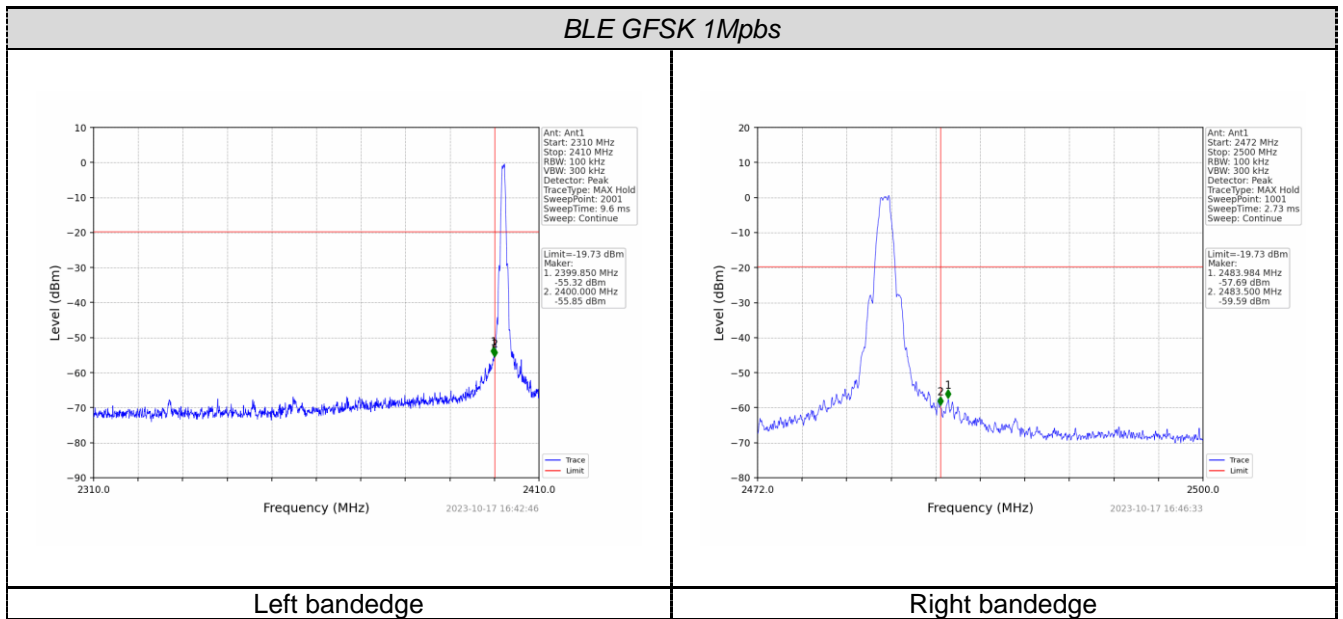 BLE GFSK 1Mpbs
10
0
−10
−20
−30
−40
−50
−60
−70
−80
−90
Level (dBm)
2310.0
2410.0
Frequency (MHz)
2023-10-17 16:42:46
Ant: Ant1
Start: 2310 MHz
Stop: 2410 MHz
RBW: 100 kHz
VBW: 300 kHz
Detector: Peak
TraceType: MAX Hold
SweepPoint: 2001
SweepTime: 9.6 ms
Sweep: Continue
Limit=-19.73 dBm
Maker:
1. 2399.850 MHz
-55.32 dBm
2. 2400.000 MHz
-55.85 dBm
Trace
Limit
20
10
0
−10
−20
−30
−40
−50
−60
−70
−80
Level (dBm)
2
1
2472.0
2500.0
Frequency (MHz)
2023-10-17 16:46:33
Ant: Ant1
Start: 2472 MHz
Stop: 2500 MHz
RBW: 100 kHz
VBW: 300 kHz
Detector: Peak
TraceType: MAX Hold
SweepPoint: 1001
SweepTime: 2.73 ms
Sweep: Continue
Limit=-19.73 dBm
Maker:
1. 2483.984 MHz
-57.69 dBm
2. 2483.500 MHz
-59.59 dBm
Trace
Limit
Left bandedge
Right bandedge